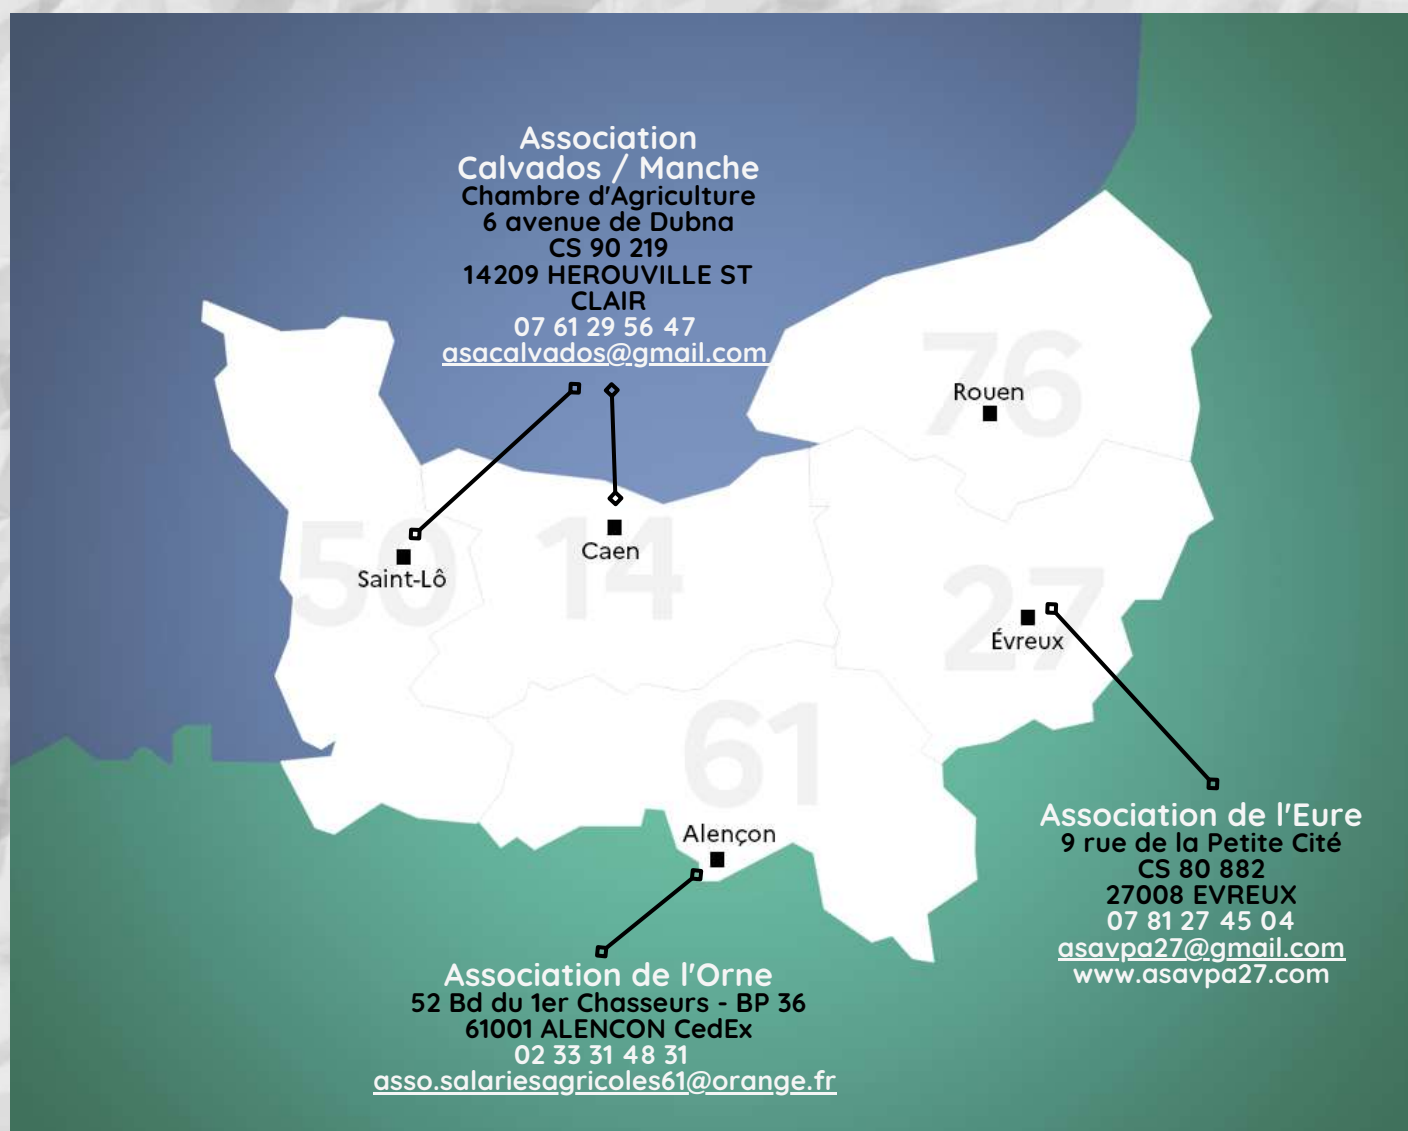 Association
Calvados / Manche
Chambre d'Agriculture
6 avenue de Dubna
CS 90 219
14209 HEROUVILLE ST
CLAIR
07 61 29 56 47
asacalvados@gmail.com
76
Rouen
50
Saint-Lô
14
Caen
27
Évreux
61
Alençon
Association de l'Eure
9 rue de la Petite Cité
CS 80 882
27008 EVREUX
07 81 27 45 04
asavpa27@gmail.com
www.asavpa27.com
Association de l'Orne
52 Bd du 1er Chasseurs - BP 36
61001 ALENCON CedEx
02 33 31 48 31
asso.salariesagricoles61@orange.fr